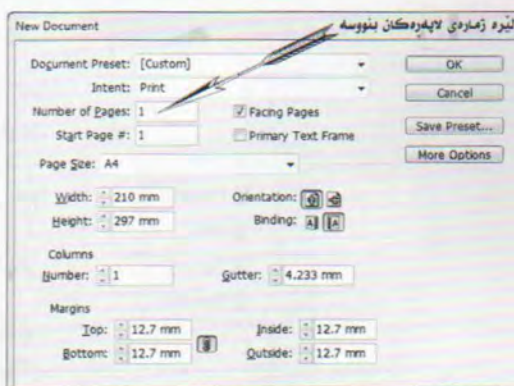 لێره ژمارەی لاپەرەکان بنووسە
New Document
Document Preset: [Custom]
OK
Intent: Print
Cancel
Number of Pages: 1
Facing Pages
Start Page #: 1
Primary Text Frame
Save Preset...
Page Size: A4
More Options
Width: 210 mm
Orientation:
Height: 297 mm
Binding:
Columns
Number: 1
Gutter: 4.233 mm
Margins
Top: 12.7 mm
Inside: 12.7 mm
Bottom: 12.7 mm
Outside: 12.7 mm